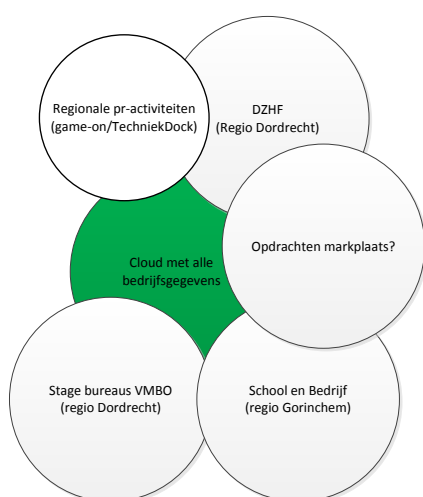 Regionale pr-activiteiten
(game-on/TechniekDock)
DZHF
(Regio Dordrecht)
Opdrachten markplaats?
Cloud met alle
bedrijfsgegevens
Stage bureaus VMBO
(regio Dordrecht)
School en Bedrijf
(regio Gorinchem)